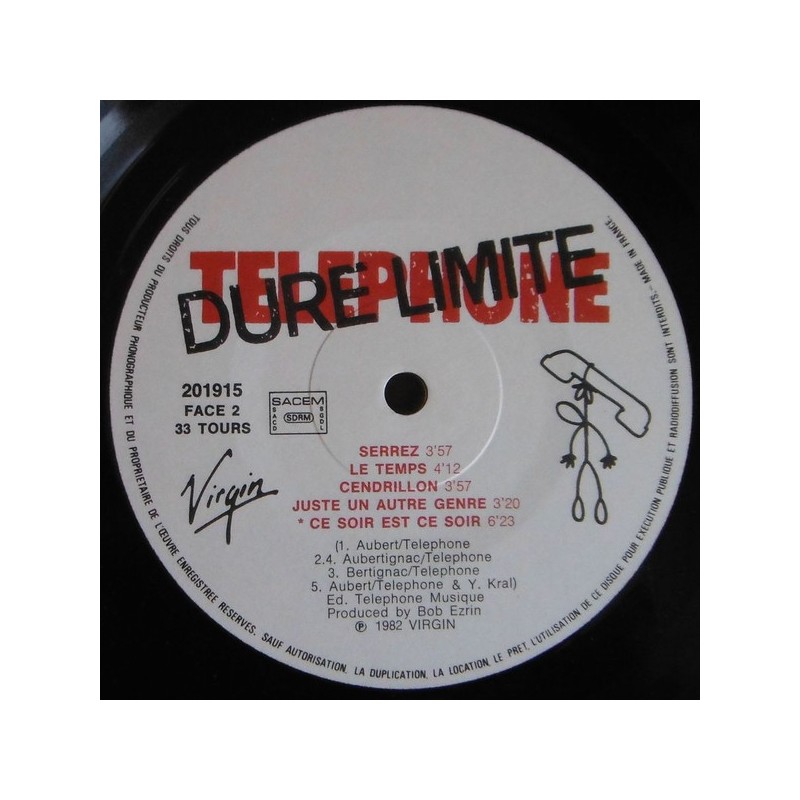 TELEPHONE
DURE LIMITE
201915
FACE 2
33 TOURS
SACEM
SACD
SDRM
SGDL
Virgin
SERREZ 3'57
LE TEMPS 4'12
CENDRILLON 3'57
JUSTE UN AUTRE GENRE 3'20
* CE SOIR EST CE SOIR 6'23
(1. Aubert/Telephone
2.4. Aubertignac/Telephone
3. Bertignac/Telephone
5. Aubert/Telephone & Y. Kral)
Ed. Telephone Musique
Produced by Bob Ezrin
℗ 1982 VIRGIN
TOUS DROITS DU PRODUCTEUR PHONOGRAPHIQUE ET DU PROPRIETAIRE DE L'ŒUVRE ENREGISTREE RESERVES, SAUF AUTORISATION, LA DUPLICATION, LA LOCATION, LE PRET, L'UTILISATION DE CE DISQUE POUR EXECUTION PUBLIQUE ET RADIODIFFUSION SONT INTERDITS.- MADE IN FRANCE.